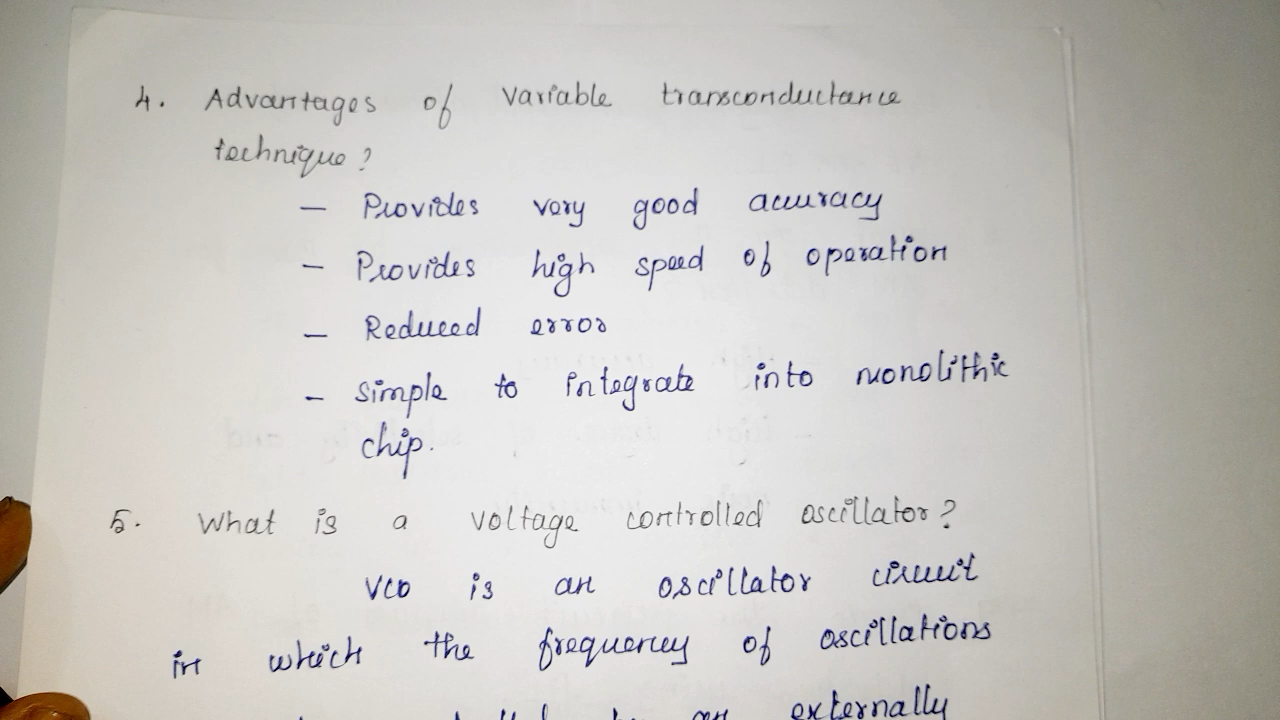 4. Advantages of variable transconductance
technique?
– Provides very good accuracy
– Provides high speed of operation
– Reduced error
– Simple to integrate into monolithic
chip.
5. What is a voltage controlled oscillator?
VCO is an oscillator circuit
in which the frequency of oscillations
an externally